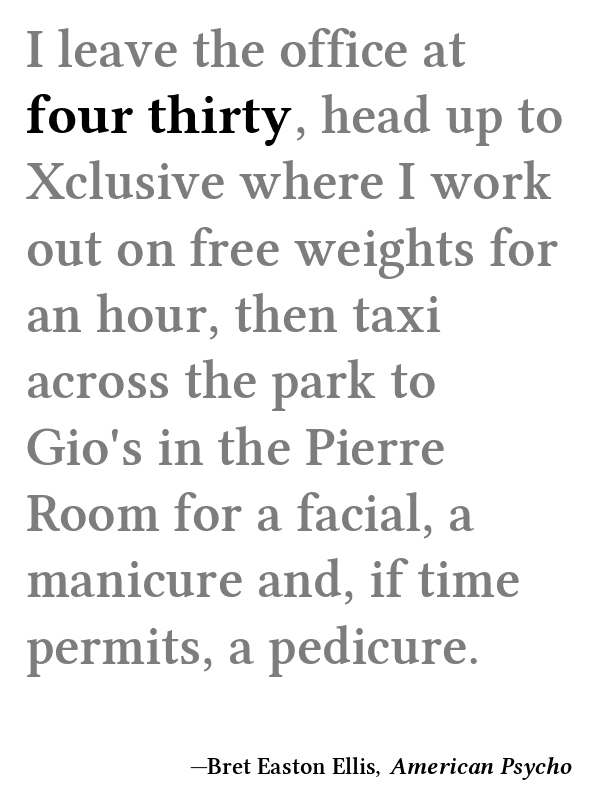 I leave the office at
four thirty, head up to
Xclusive where I work
out on free weights for
an hour, then taxi
across the park to
Gio's in the Pierre
Room for a facial, a
manicure and, if time
permits, a pedicure.
—Bret Easton Ellis, American Psycho